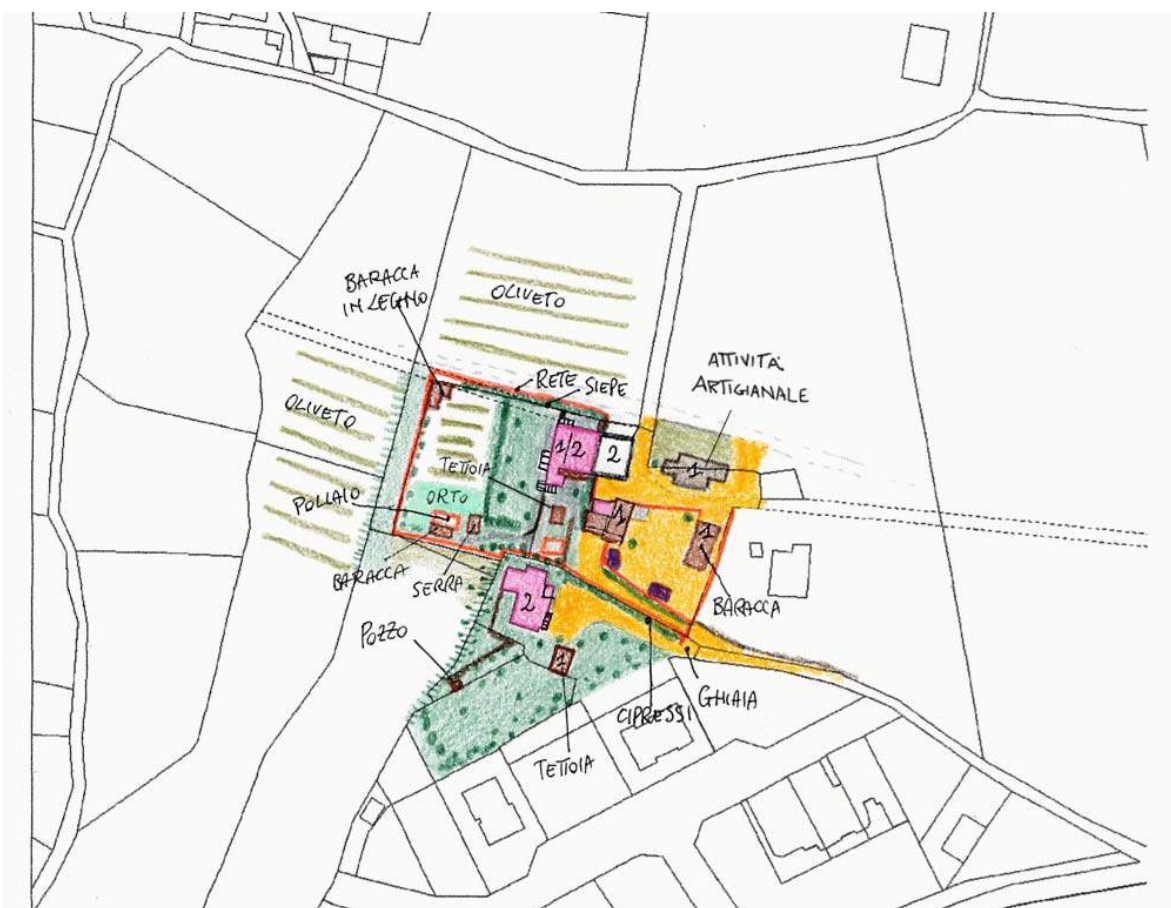 BARACCA
IN LEGNO
OLIVETO
RETE
SIEPE
ATTIVITÀ
ARTIGIANALE
OLIVETO
1/2
2
1
TETTOIA
POLLAIO
ORTO
1
1
BARACCA
SERRA
2
BARACCA
POZZO
1
CIPRESSI
GHIAIA
TETTOIA